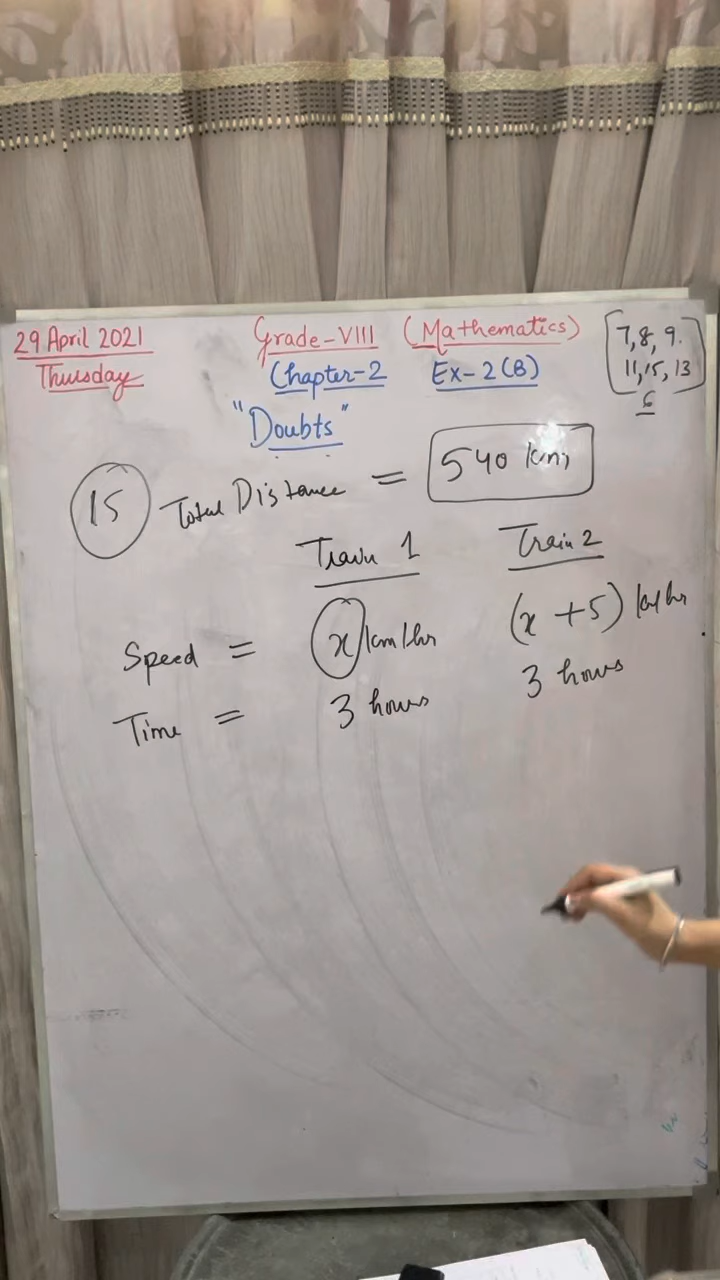 29 April 2021 Grade-VIII (Mathematics) 7, 8, 9.
Thursday Chapter-2 Ex-2(B) 11, 15, 13
6
"Doubts"
15 Total Distance = 540 km
Train 1 Train 2
Speed = x km/hr (x + 5) km/hr
Time = 3 hours 3 hours